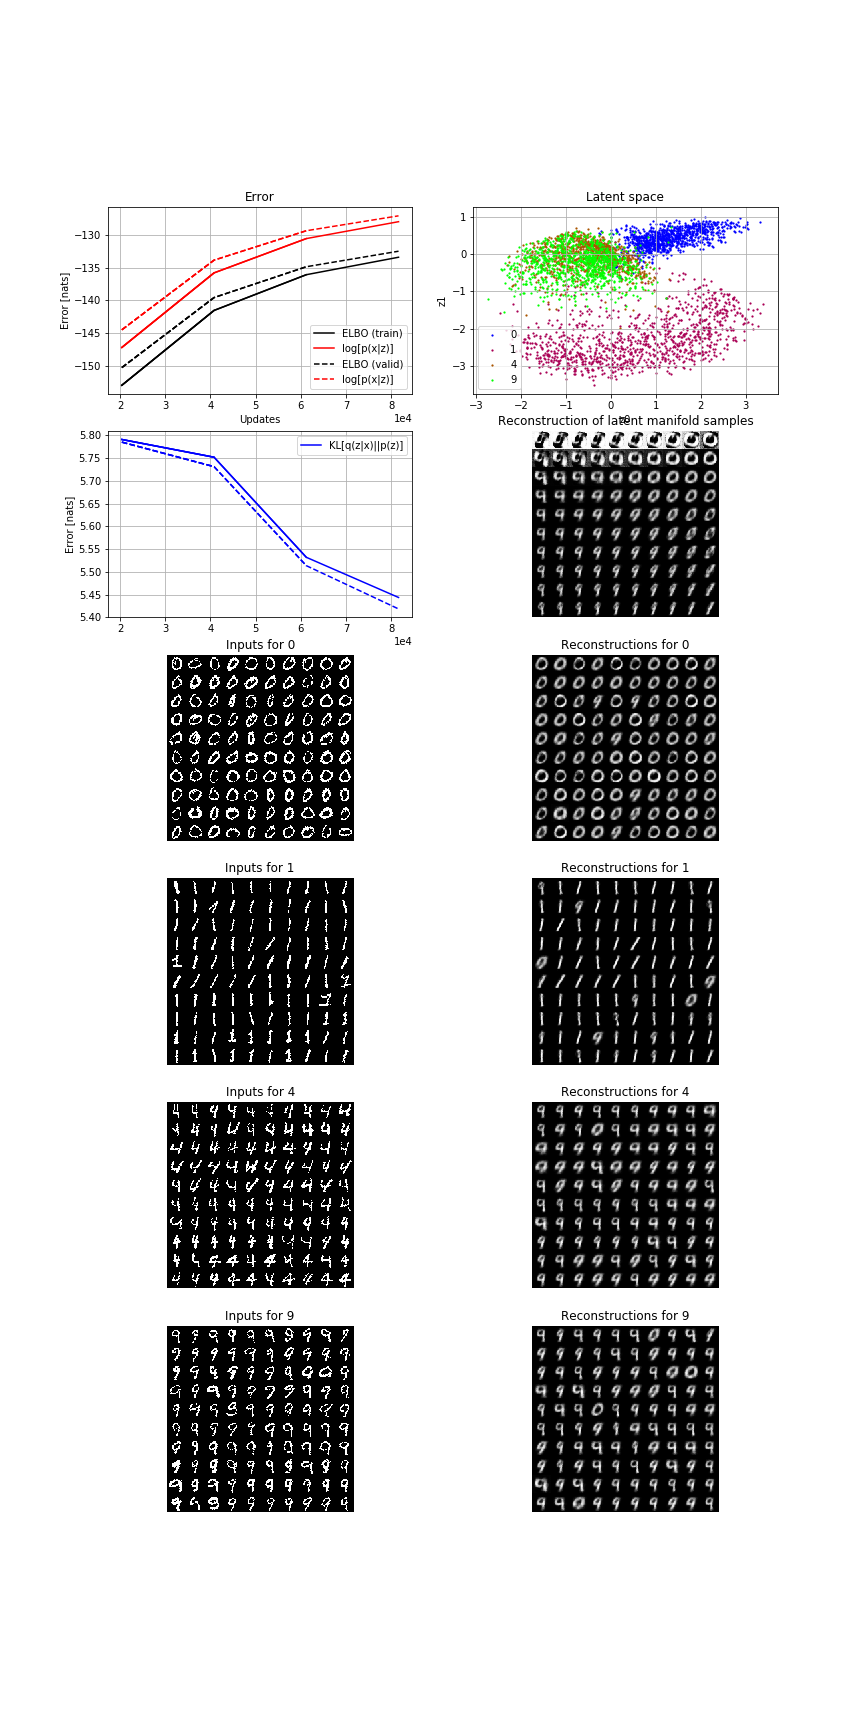 Error
Error [nats]
−130
−135
−140
−145
−150
ELBO (train)
log[p(x|z)]
ELBO (valid)
log[p(x|z)]
2 3 4 5 6 7 8
1e4
Updates
Latent space
z1
1
0
−1
−2
−3
0
1
4
9
−3 −2 −1 0 1 2 3
5.80
5.75
5.70
5.65
5.60
5.55
5.50
5.45
5.40
Error [nats]
KL[q(z|x)||p(z)]
2 3 4 5 6 7 8
1e4
Reconstruction of latent manifold samples
Inputs for 0
Reconstructions for 0
Inputs for 1
Reconstructions for 1
Inputs for 4
Reconstructions for 4
Inputs for 9
Reconstructions for 9